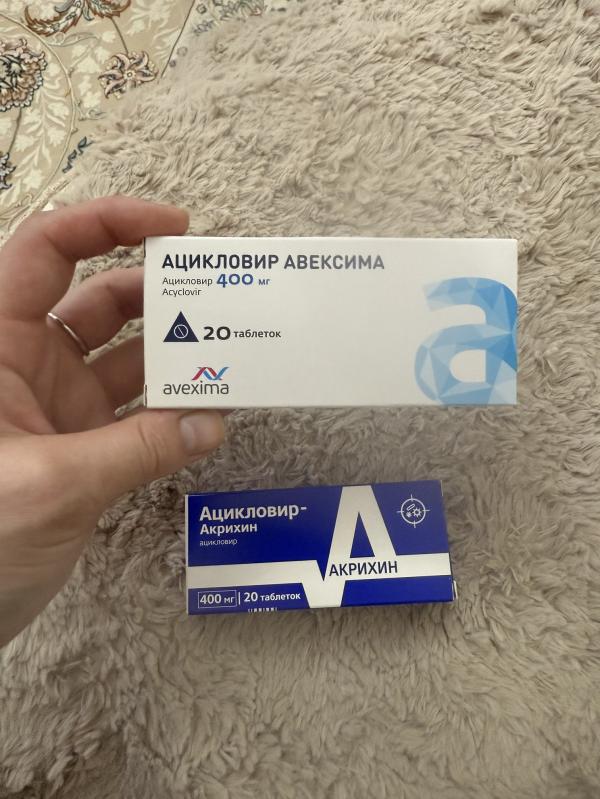 АЦИКЛОВИР АВЕКСИМА
Ацикловир 400 мг
Acyclovir
20 таблеток
avexima
Ацикловир-
Акрихин
ацикловир
АКРИХИН
400 мг | 20 таблеток